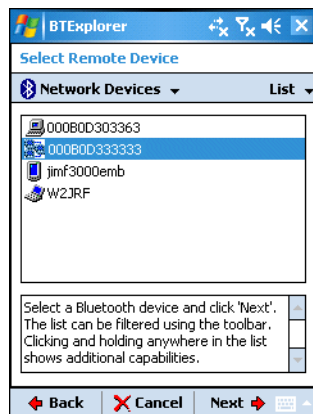 BTExplorer
Select Remote Device
Network Devices List
000B0D303363
000B0D333333
jimf3000emb
W2JRF
Select a Bluetooth device and click 'Next'.
The list can be filtered using the toolbar.
Clicking and holding anywhere in the list
shows additional capabilities.
Back Cancel Next